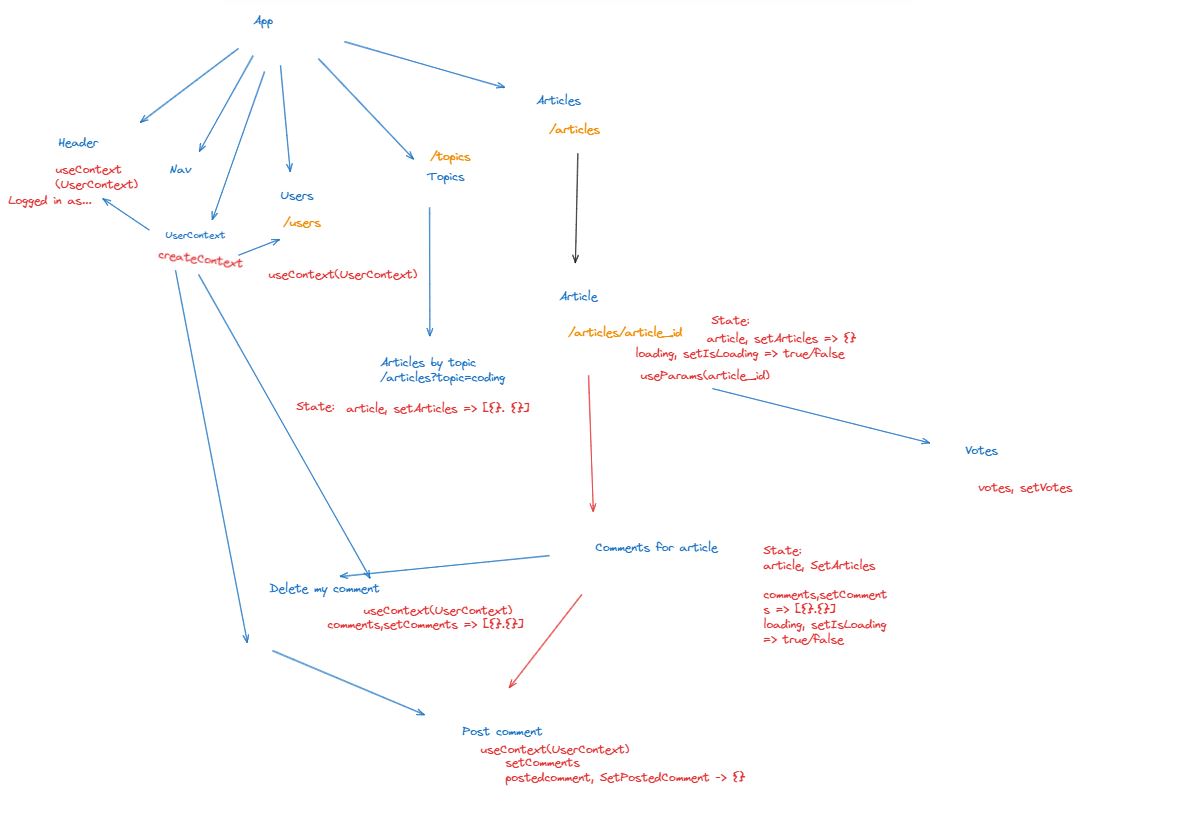 App
Articles
/articles
Header
useContext
(UserContext)
Logged in as...
Nav
UserContext
createContext
Users
/users
useContext(UserContext)
/topics
Topics
Articles by topic
/articles?topic=coding
State: article, setArticles => [{}. {}]
Article
/articles/article_id
State:
article, setArticles => {}
loading, setIsLoading => true/false
useParams(article_id)
Votes
votes, setVotes
Comments for article
State:
article, SetArticles
comments,setComment
s => [{}.{}]
loading, setIsLoading
=> true/false
Delete my comment
useContext(UserContext)
comments,setComments => [{}.{}]
Post comment
useContext(UserContext)
setComments
postedcomment, SetPostedComment -> {}